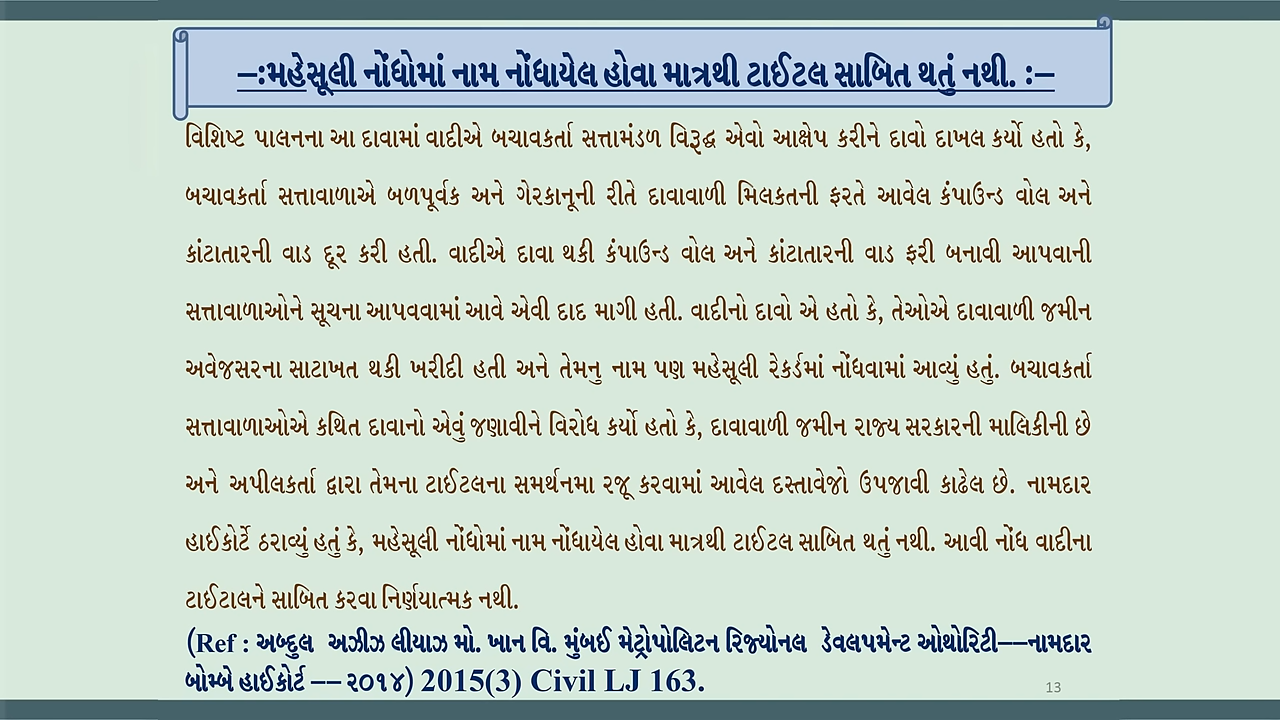 –:મહેસૂલી નોંધોમાં નામ નોંધાયેલ હોવા માત્રથી ટાઈટલ સાબિત થતું નથી. :–
વિશિષ્ટ પાલનના આ દાવામાં વાદીએ બચાવકર્તા સત્તામંડળ વિરૂદ્ધ એવો આક્ષેપ કરીને દાવો દાખલ કર્યો હતો કે,
બચાવકર્તા સત્તાવાળાએ બળપૂર્વક અને ગેરકાનૂની રીતે દાવાવાળી મિલકતની ફરતે આવેલ કંપાઉન્ડ વોલ અને
કાંટાતારની વાડ દૂર કરી હતી. વાદીએ દાવા થકી કંપાઉન્ડ વોલ અને કાંટાતારની વાડ ફરી બનાવી આપવાની
સત્તાવાળાઓને સૂચના આપવવામાં આવે એવી દાદ માગી હતી. વાદીનો દાવો એ હતો કે, તેઓએ દાવાવાળી જમીન
અવેજસરના સાટાખત થકી ખરીદી હતી અને તેમનુ નામ પણ મહેસૂલી રેકર્ડમાં નોંધવામાં આવ્યું હતું. બચાવકર્તા
સત્તાવાળાઓએ કથિત દાવાનો એવું જણાવીને વિરોધ કર્યો હતો કે, દાવાવાળી જમીન રાજ્ય સરકારની માલિકીની છે
અને અપીલકર્તા દ્વારા તેમના ટાઈટલના સમર્થનમા રજૂ કરવામાં આવેલ દસ્તાવેજો ઉપજાવી કાઢેલ છે. નામદાર
હાઈકોર્ટે ઠરાવ્યું હતું કે, મહેસૂલી નોંધોમાં નામ નોંધાયેલ હોવા માત્રથી ટાઈટલ સાબિત થતું નથી. આવી નોંધ વાદીના
ટાઈટાલને સાબિત કરવા નિર્ણયાત્મક નથી.
(Ref : અબ્દુલ અઝીઝ લીયાઝ મો. ખાન વિ. મુંબઈ મેટ્રોપોલિટન રિજ્યોનલ ડેવલપમેન્ટ ઓથોરિટી––નામદાર
બોમ્બે હાઈકોર્ટ –– ૨૦૧૪) 2015(3) Civil LJ 163.
13